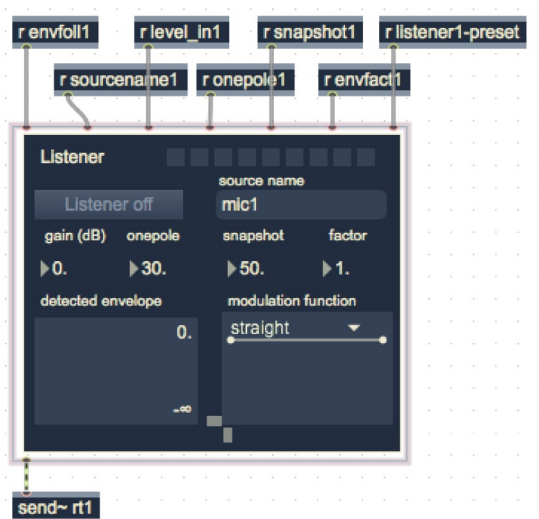 r envfoll1 r level_in1 r snapshot1 r listener1-preset
r sourcename1 r onepole1 r envfact1
Listener
source name
Listener off mic1
gain (dB) onepole snapshot factor
0. 30. 50. 1.
detected envelope modulation function
0. straight
-∞
send~ rt1